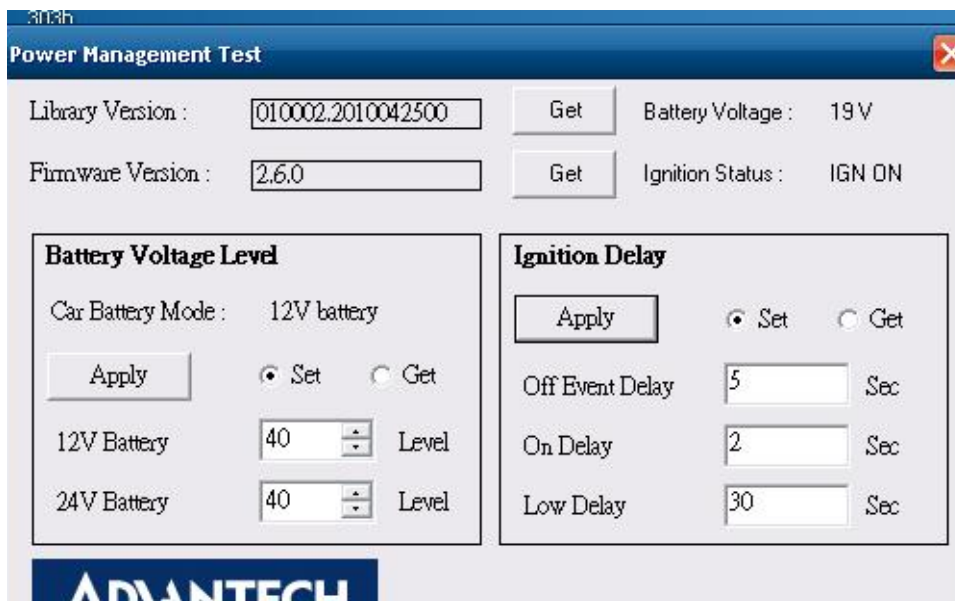 303h
Power Management Test
Library Version : 010002.2010042500 Get Battery Voltage : 19 V
Firmware Version : 2.6.0 Get Ignition Status : IGN ON
Battery Voltage Level
Car Battery Mode : 12V battery
Apply Set Get
12V Battery 40 Level
24V Battery 40 Level
Ignition Delay
Apply Set Get
Off Event Delay 5 Sec
On Delay 2 Sec
Low Delay 30 Sec
ADVANTECH